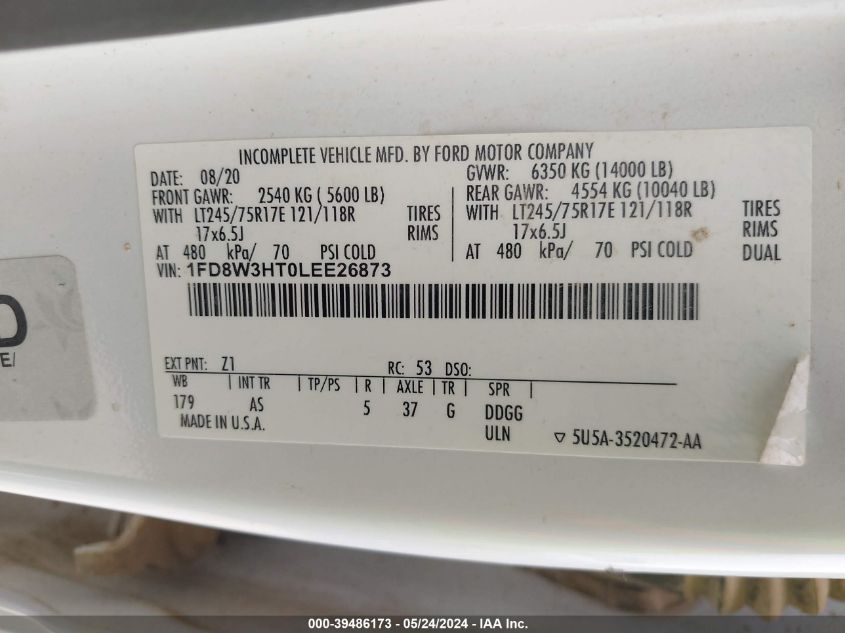 INCOMPLETE VEHICLE MFD. BY FORD MOTOR COMPANY
DATE: 08/20 GVWR: 6350 KG (14000 LB)
FRONT GAWR: 2540 KG ( 5600 LB) REAR GAWR: 4554 KG (10040 LB)
WITH LT245/75R17E 121/118R TIRES WITH LT245/75R17E 121/118R TIRES
17x6.5J RIMS 17x6.5J RIMS
AT 480 kPa/ 70 PSI COLD AT 480 kPa/ 70 PSI COLD DUAL
VIN: 1FD8W3HT0LEE26873
EXT PNT: Z1 RC: 53 DSO:
WB | INT TR | TP/PS | R | AXLE | TR | SPR |
179 AS 5 37 G DDGG
MADE IN U.S.A. ULN ▽ 5U5A-3520472-AA
D
E/
000-39486173 - 05/24/2024 - IAA Inc.